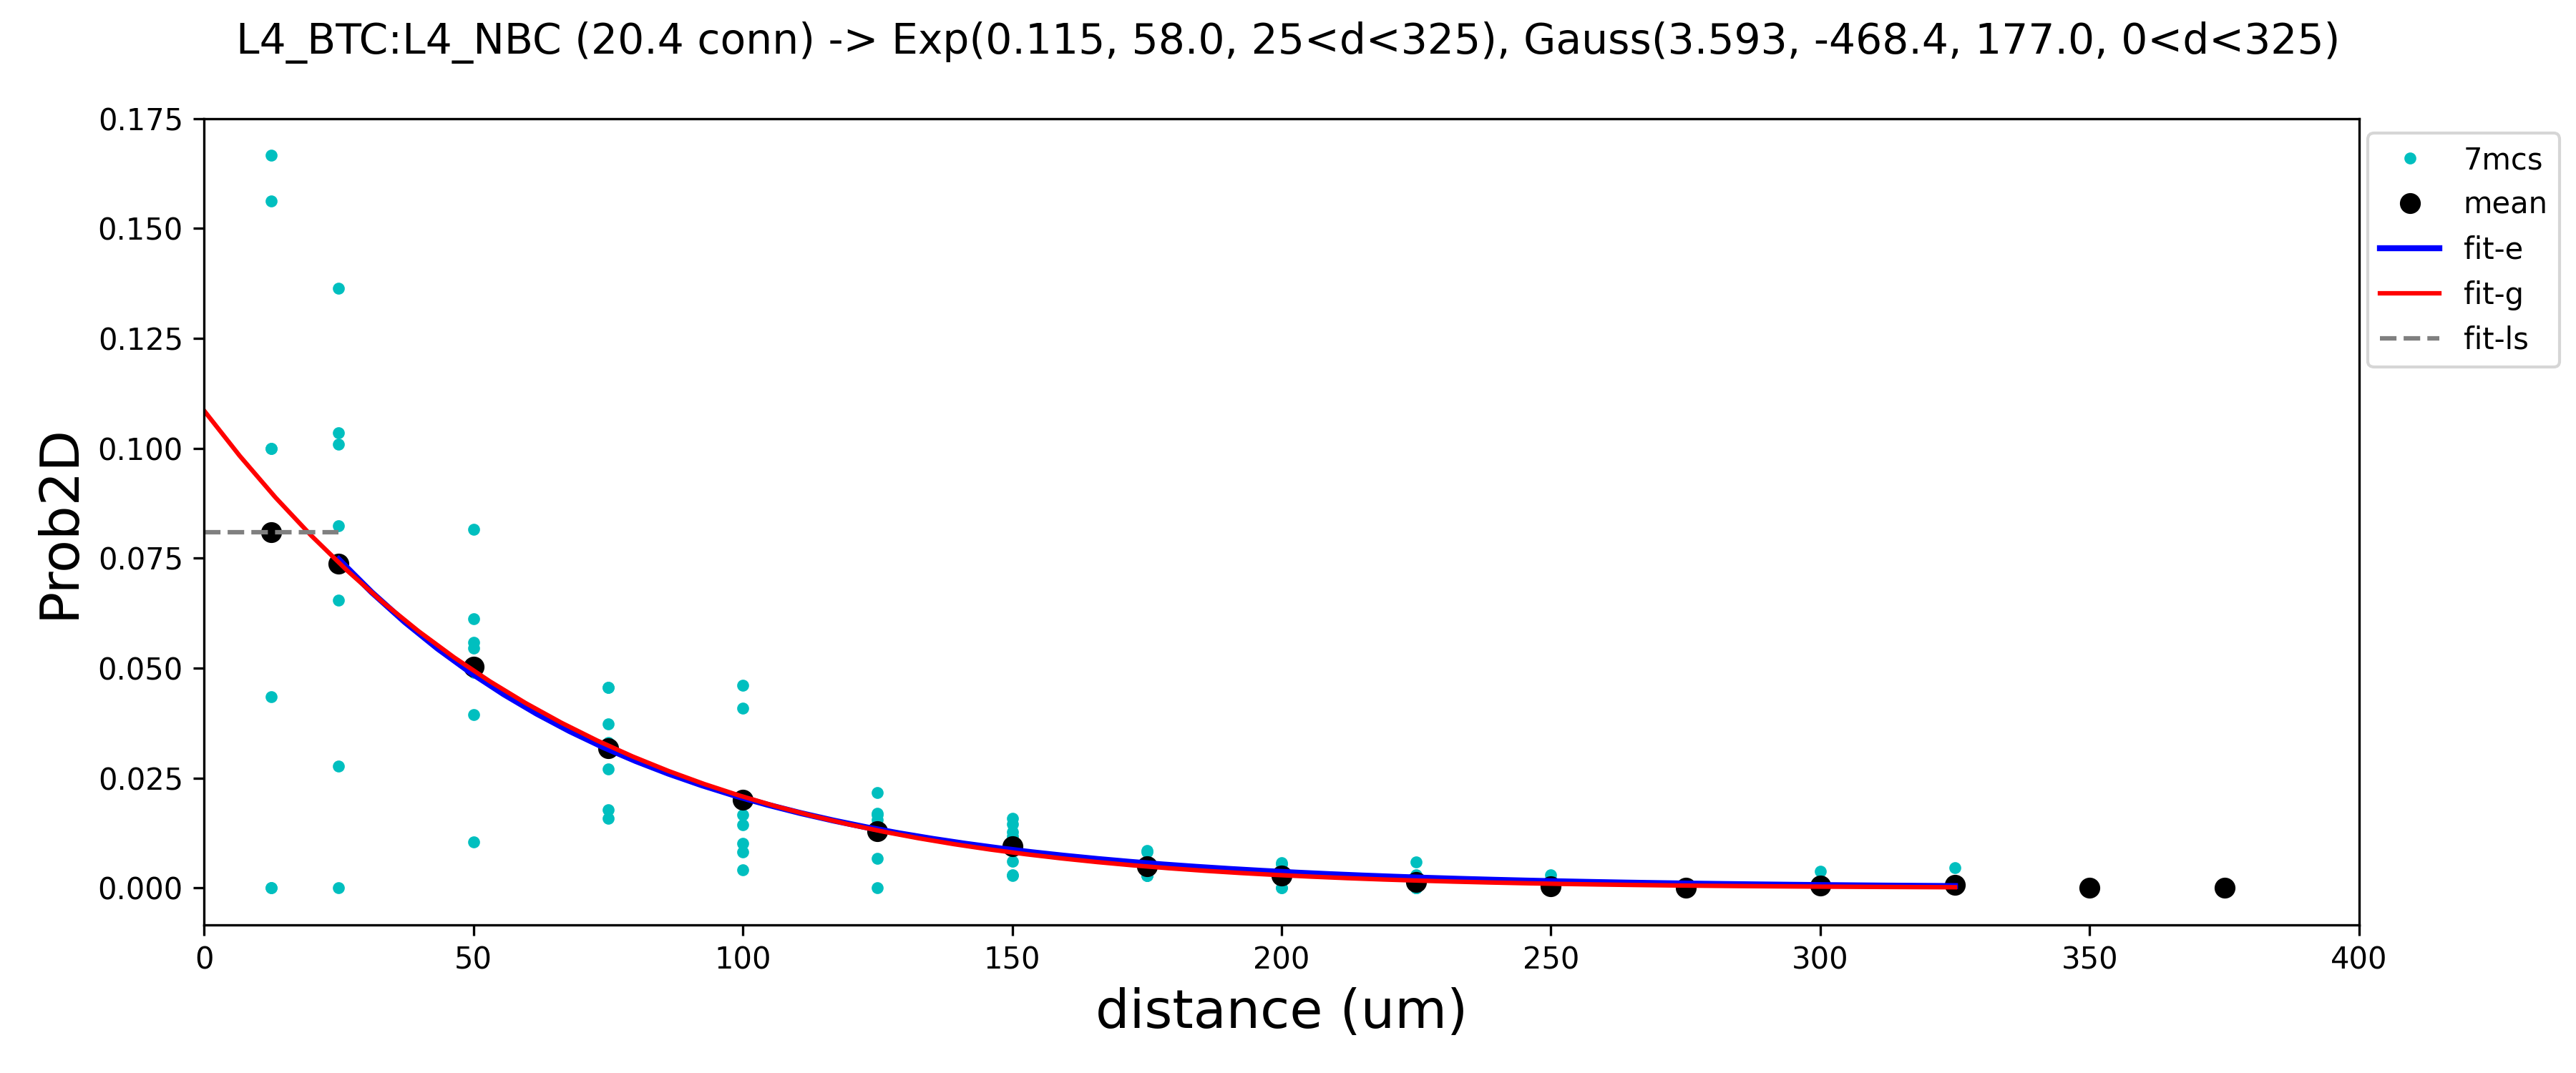 L4_BTC:L4_NBC (20.4 conn) -> Exp(0.115, 58.0, 25<d<325), Gauss(3.593, -468.4, 177.0, 0<d<325)
0.175
0.150
0.125
0.100
0.075
0.050
0.025
0.000
Prob2D
0 50 100 150 200 250 300 350 400
distance (um)
7mcs
mean
fit-e
fit-g
fit-ls